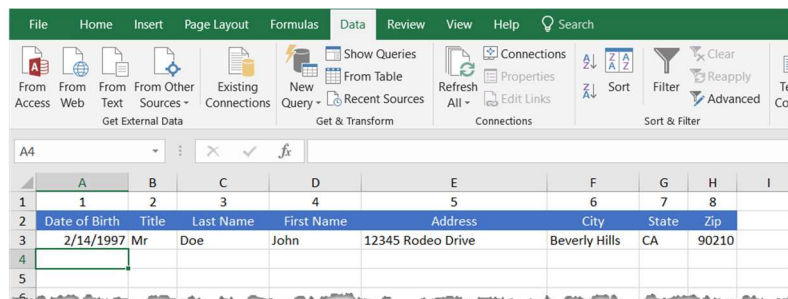 File Home Insert Page Layout Formulas Data Review View Help Search
Show Queries Connections Clear
From Table Properties Reapply
Recent Sources Edit Links Advanced
From Access From Web From Text From Other Sources Existing Connections New Query Refresh All Sort Filter
Get External Data Get & Transform Connections Sort & Filter
A4 fx
A B C D E F G H I
1 1 2 3 4 5 6 7 8
2 Date of Birth Title Last Name First Name Address City State Zip
3 2/14/1997 Mr Doe John 12345 Rodeo Drive Beverly Hills CA 90210
4
5